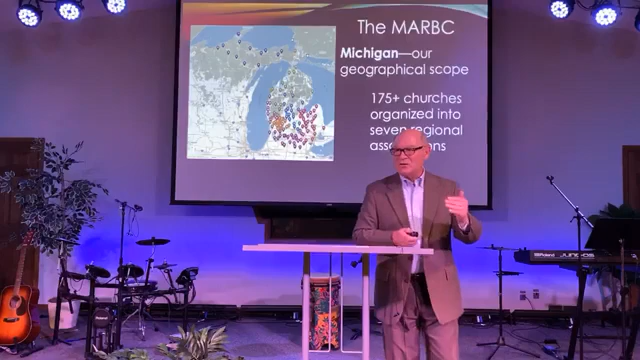 The MARBC
Michigan—our
geographical scope
175+ churches
organized into
seven regional
Roland JUNO-DS